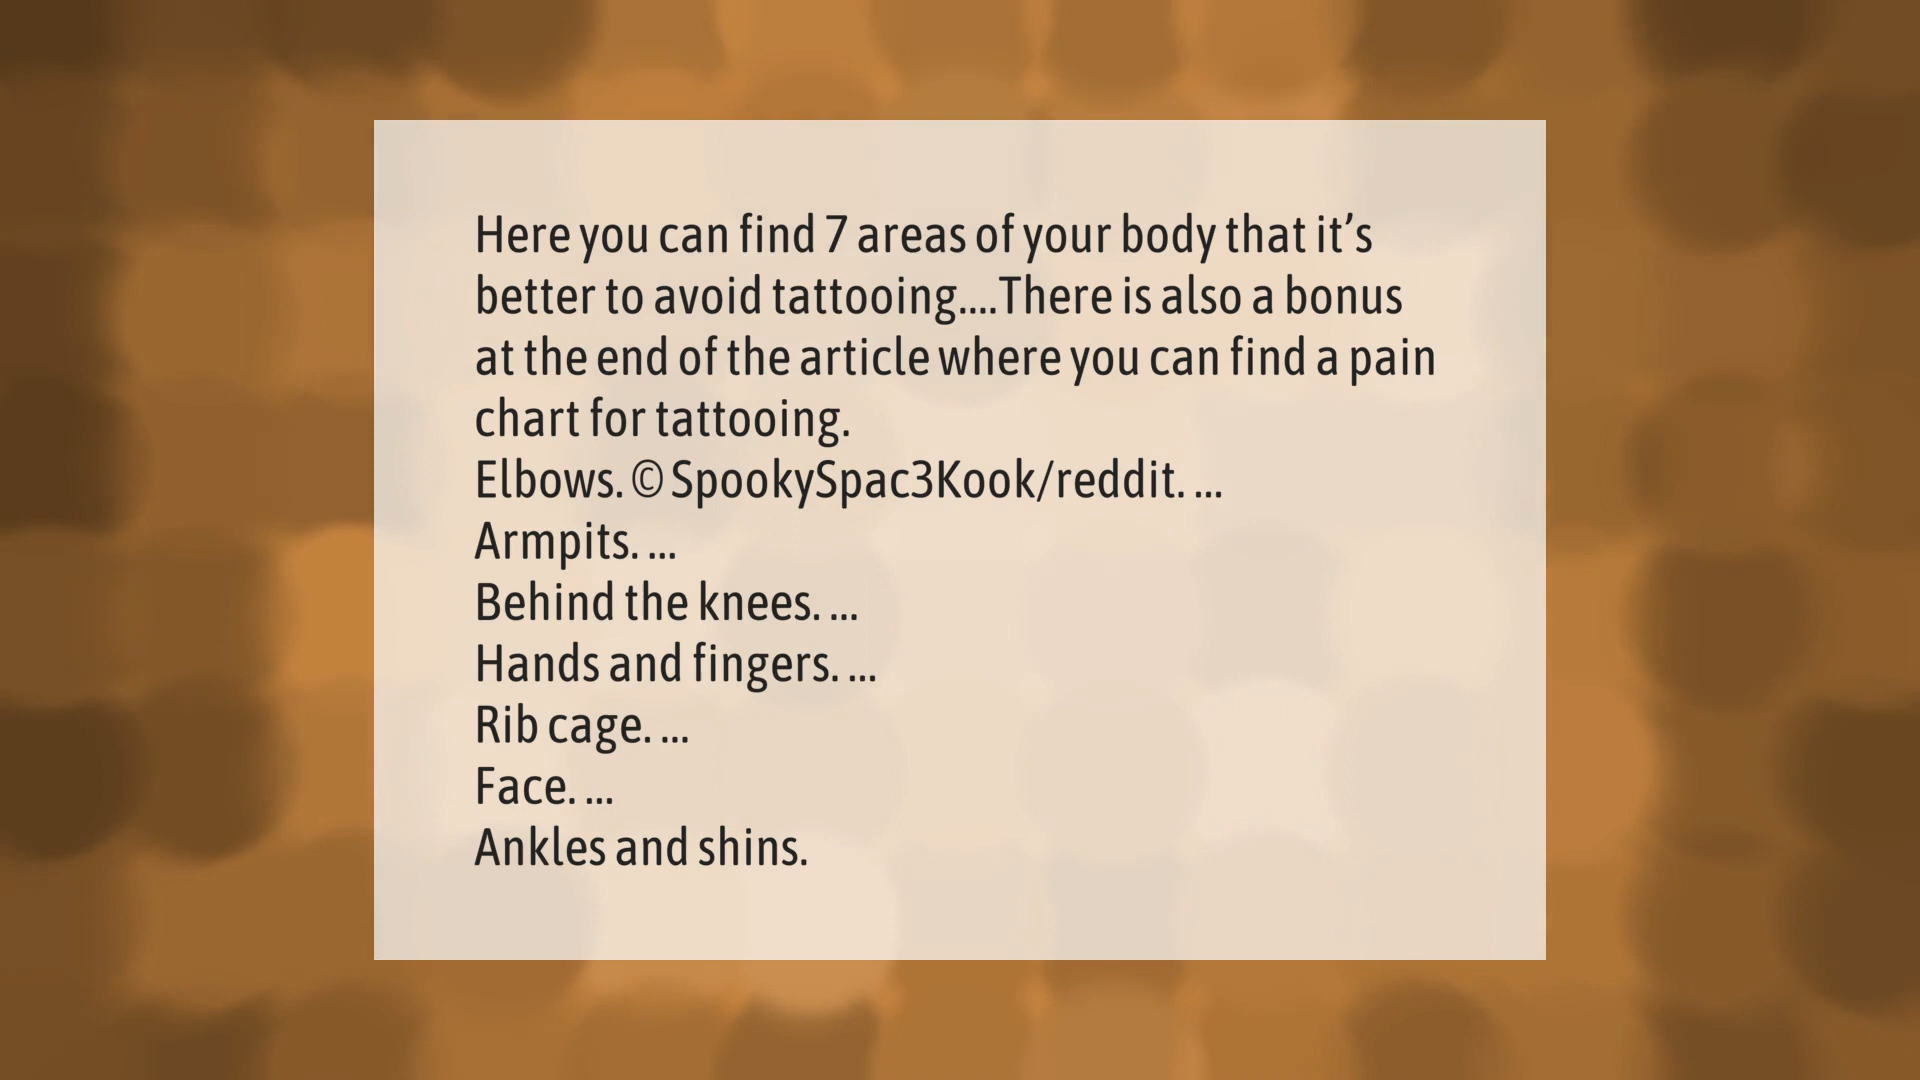 Here you can find 7 areas of your body that it’s
better to avoid tattooing....There is also a bonus
at the end of the article where you can find a pain
chart for tattooing.
Elbows. © SpookySpac3Kook/reddit. ...
Armpits. ...
Behind the knees. ...
Hands and fingers. ...
Rib cage. ...
Face. ...
Ankles and shins.